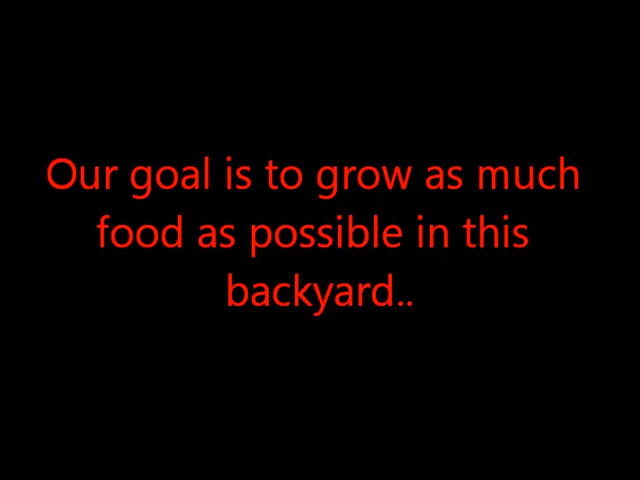 Our goal is to grow as much
food as possible in this
backyard..